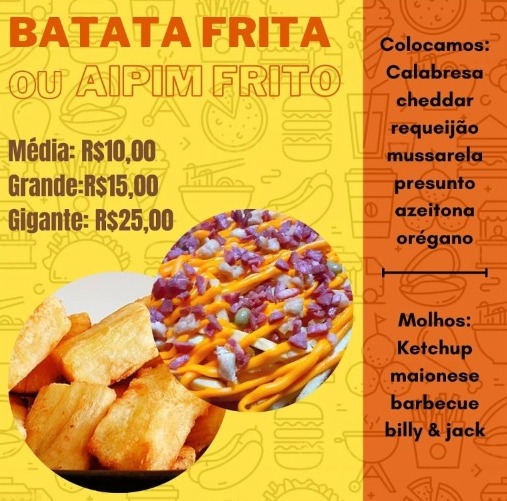 BATATA FRITA
OU AIPIM FRITO
Média: R$10,00
Grande:R$15,00
Gigante: R$25,00
Colocamos:
Calabresa
cheddar
requeijão
mussarela
presunto
azeitona
orégano
Molhos:
Ketchup
maionese
barbecue
billy & jack